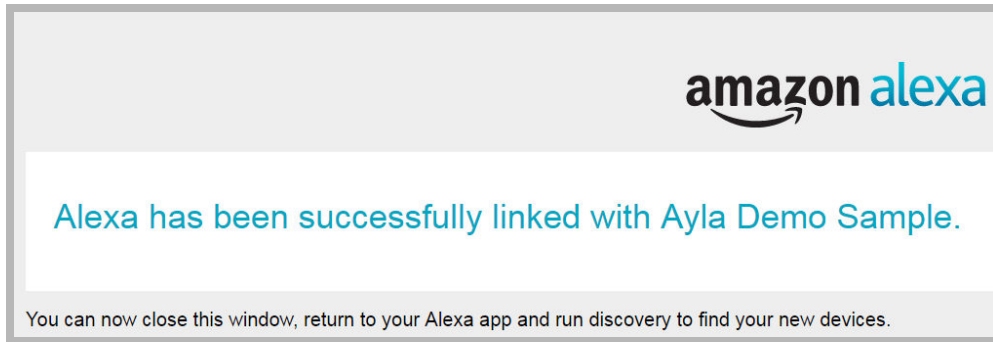 amazon alexa
Alexa has been successfully linked with Ayla Demo Sample.
You can now close this window, return to your Alexa app and run discovery to find your new devices.